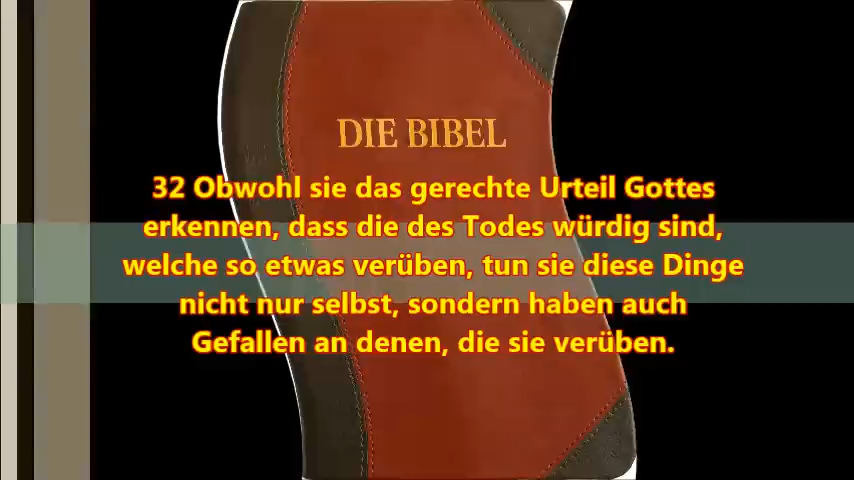 DIE BIBEL
32 Obwohl sie das gerechte Urteil Gottes
erkennen, dass die des Todes würdig sind,
welche so etwas verüben, tun sie diese Dinge
nicht nur selbst, sondern haben auch
Gefallen an denen, die sie verüben.